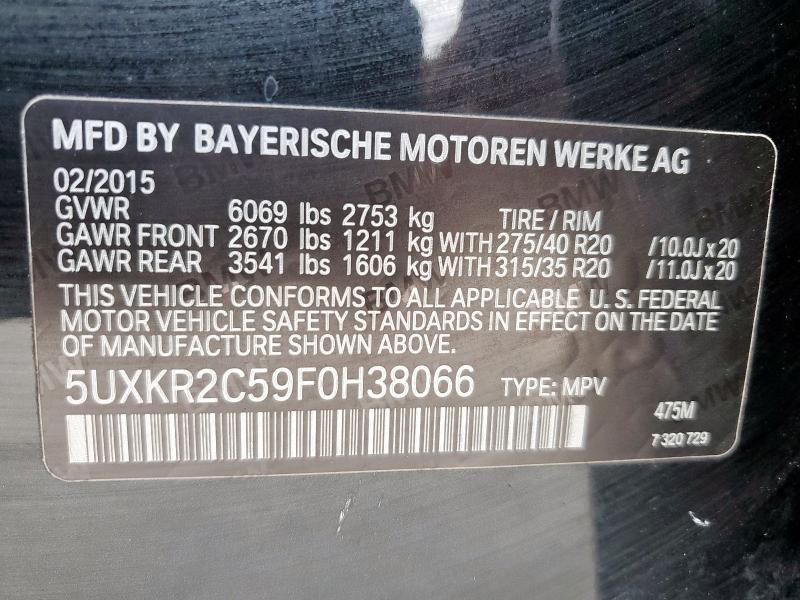 MFD BY BAYERISCHE MOTOREN WERKE AG
02/2015
GVWR 6069 lbs 2753 kg TIRE / RIM
GAWR FRONT 2670 lbs 1211 kg WITH 275/40 R20 /10.0J x 20
GAWR REAR 3541 lbs 1606 kg WITH 315/35 R20 /11.0J x 20
THIS VEHICLE CONFORMS TO ALL APPLICABLE U. S. FEDERAL
MOTOR VEHICLE SAFETY STANDARDS IN EFFECT ON THE DATE
OF MANUFACTURE SHOWN ABOVE.
5UXKR2C59F0H38066 TYPE: MPV
475M
7 320 729